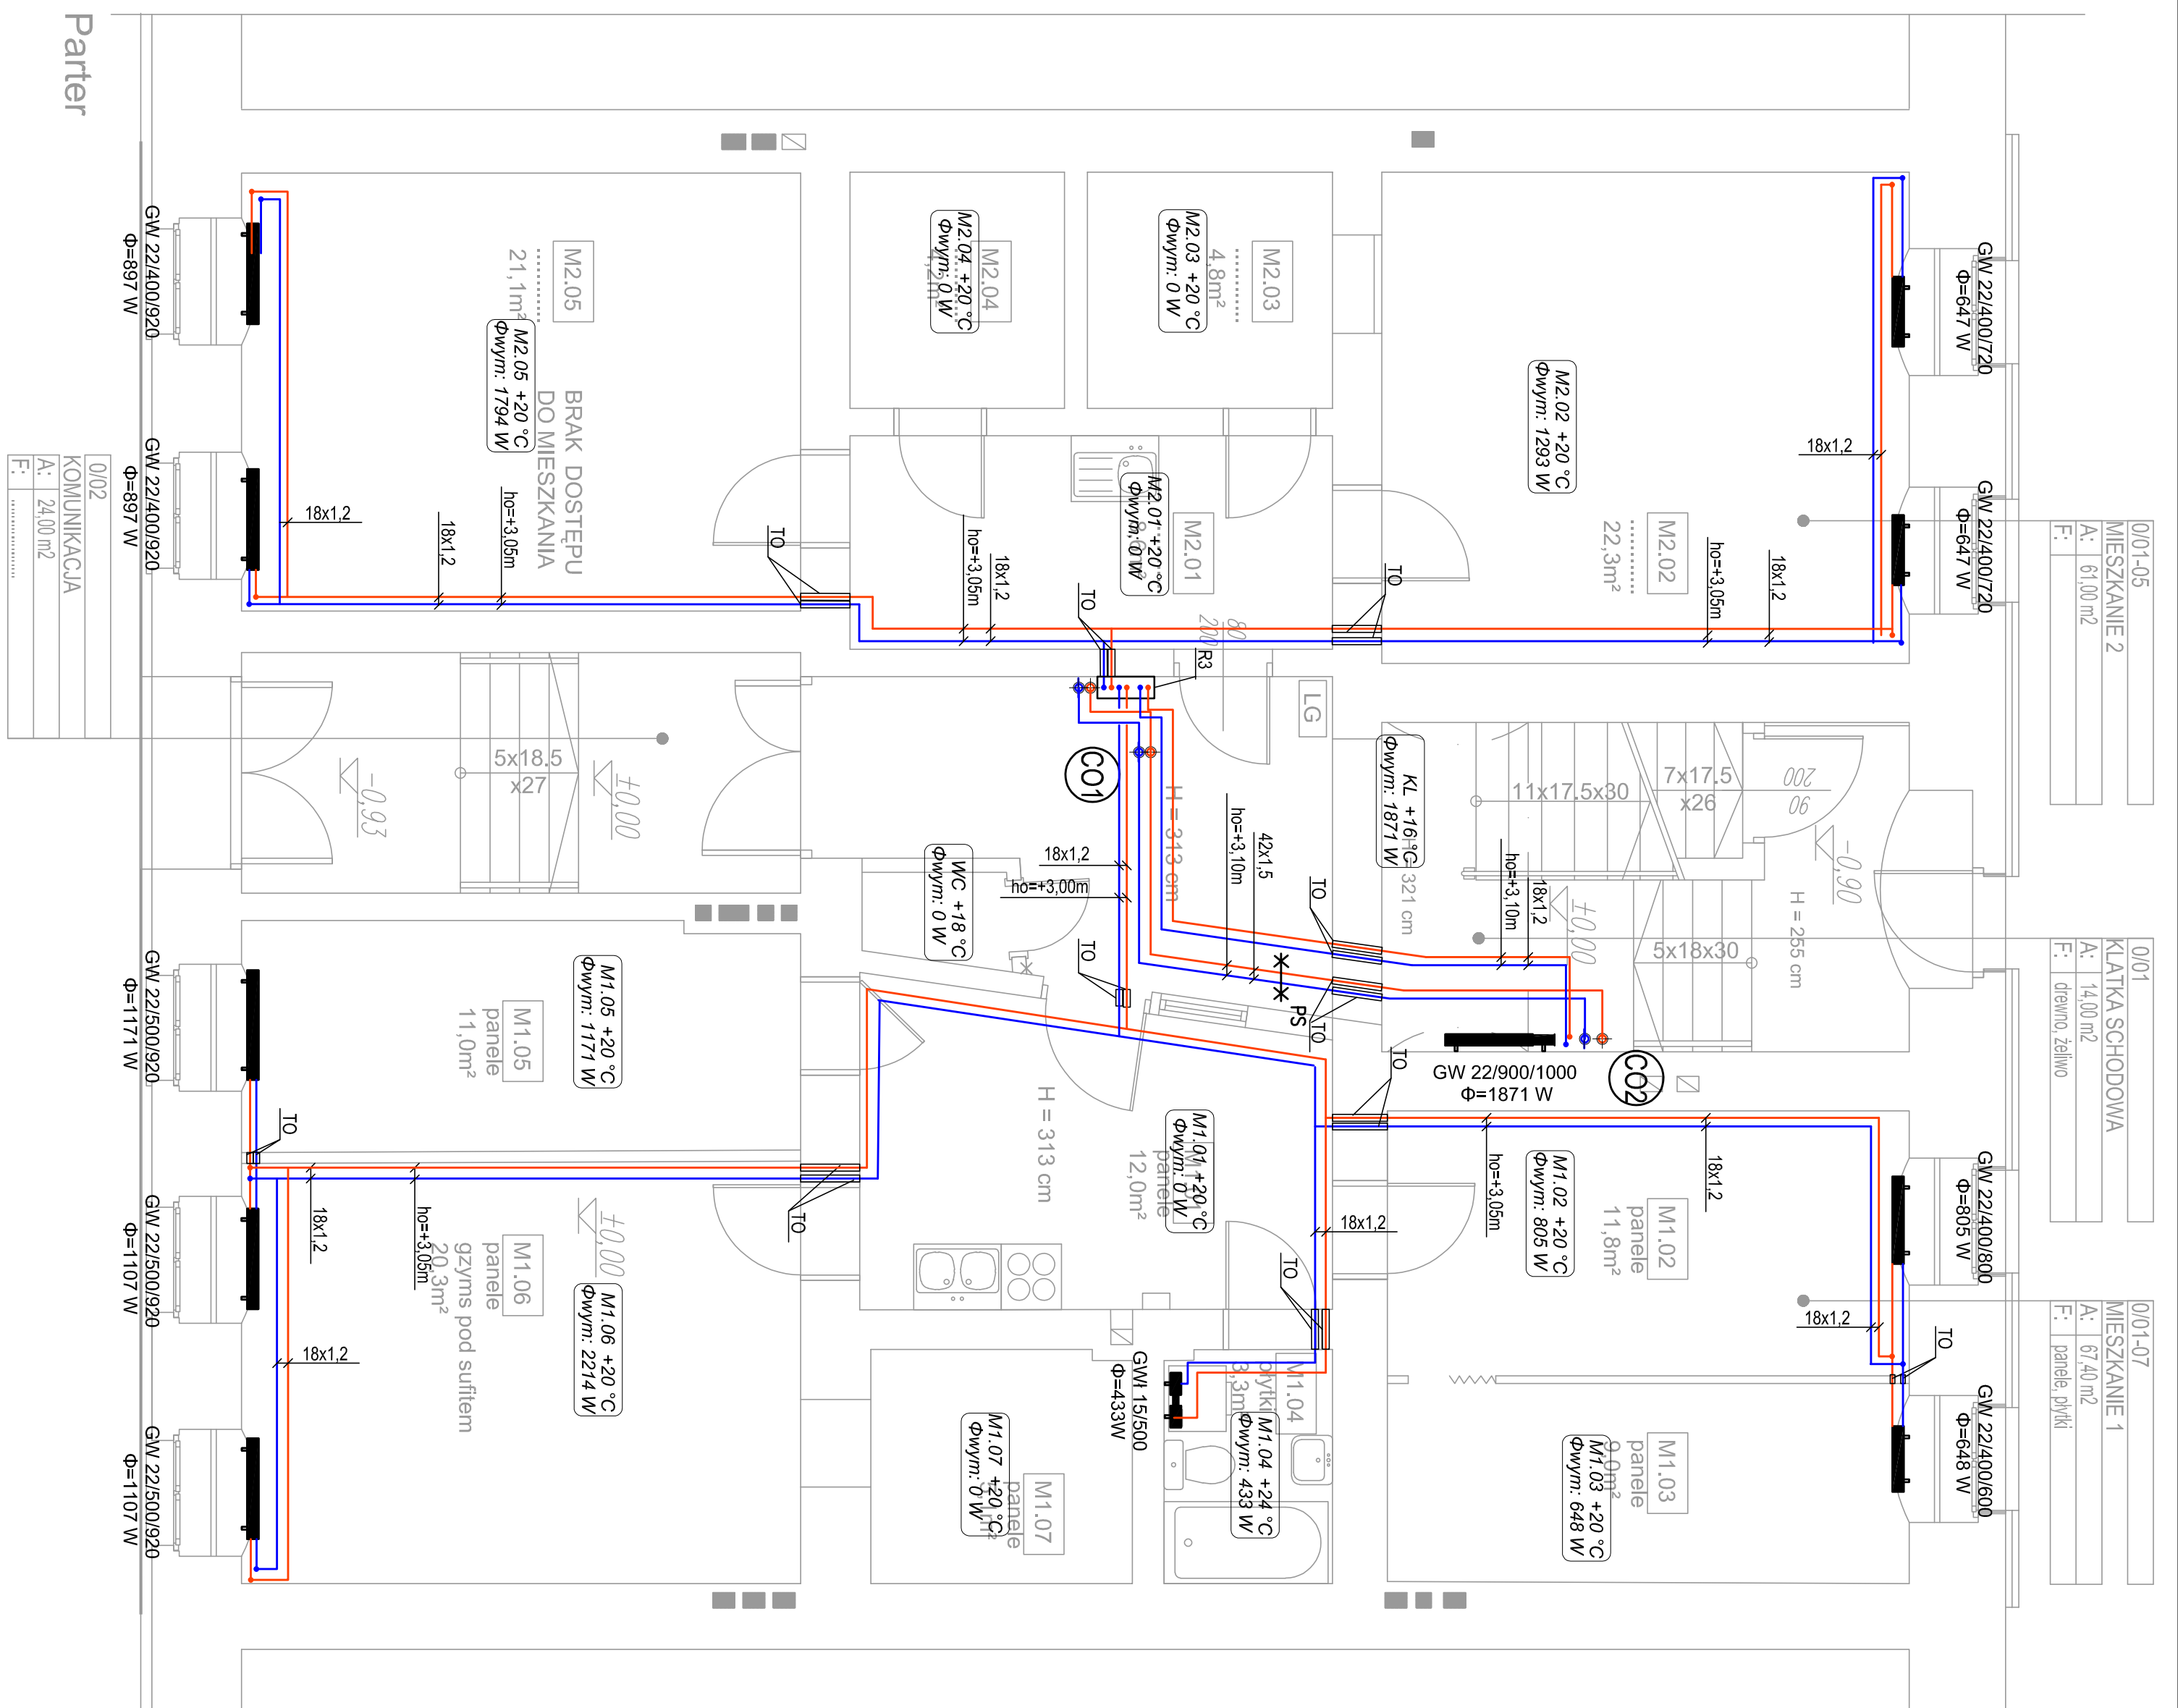 Parter
0/01-05
MIESZKANIE 2
A: 61,00 m2
F:
0/01
KLATKA SCHODOWA
A: 14,00 m2
F: drewno, żeliwo
0/01-07
MIESZKANIE 1
A: 67,40 m2
F: panele, płytki
0/02
KOMUNIKACJA
A: 24,00 m2
F: ................
GW 22/400/720
Φ=647 W
GW 22/400/720
Φ=647 W
GW 22/400/800
Φ=805 W
GW 22/400/600
Φ=648 W
18x1,2
M2.02 +20 °C
Φwym: 1293 W
M2.02
22,3m²
ho=+3,05m
18x1,2
M2.03
4,8m²
M2.03 +20 °C
Φwym: 0 W
M2.04
M2.04 +20 °C
Φwym: 0 W
4,2m²
M2.05
21,1m²
M2.05 +20 °C
Φwym: 1794 W
BRAK DOSTĘPU
DO MIESZKANIA
M2.01
M2.01 +20 °C
Φwym: 0 W
TO
TO
TO
R3
80
200
LG
18x1,2
ho=+3,05m
ho=+3,05m
18x1,2
18x1,2
GW 22/400/920
Φ=897 W
GW 22/400/920
Φ=897 W
5x18.5
x27
±0,00
-0,93
CO1
H = 313 cm
KL +16 °C
Φwym: 1871 W
H = 321 cm
11x17.5x30
7x17.5
x26
200
90
-0,90
±0,00
5x18x30
H = 255 cm
ho=+3,10m
18x1,2
42x1,5
ho=+3,10m
18x1,2
ho=+3,00m
TO
TO
TO
TO
PS
WC +18 °C
Φwym: 0 W
GW 22/900/1000
Φ=1871 W
CO2
M1.05 +20 °C
Φwym: 1171 W
M1.05
panele
11,0m²
GW 22/500/920
Φ=1171 W
TO
H = 313 cm
M1.01 +20 °C
Φwym: 0 W
panele
12,0m²
18x1,2
ho=+3,05m
18x1,2
M1.02 +20 °C
Φwym: 805 W
M1.02
panele
11,8m²
18x1,2
TO
TO
TO
18x1,2
ho=+3,05m
±0,00
M1.06
panele
gzyms pod sufitem
20,3m²
M1.06 +20 °C
Φwym: 2214 W
18x1,2
GW 22/500/920
Φ=1107 W
GW 22/500/920
Φ=1107 W
GWł 15/500
Φ=433W
M1.04
płytki
3,3m²
M1.04 +24 °C
Φwym: 433 W
M1.07
panele
M1.07 +20 °C
Φwym: 0 W
M1.03
panele
9,0m²
M1.03 +20 °C
Φwym: 648 W